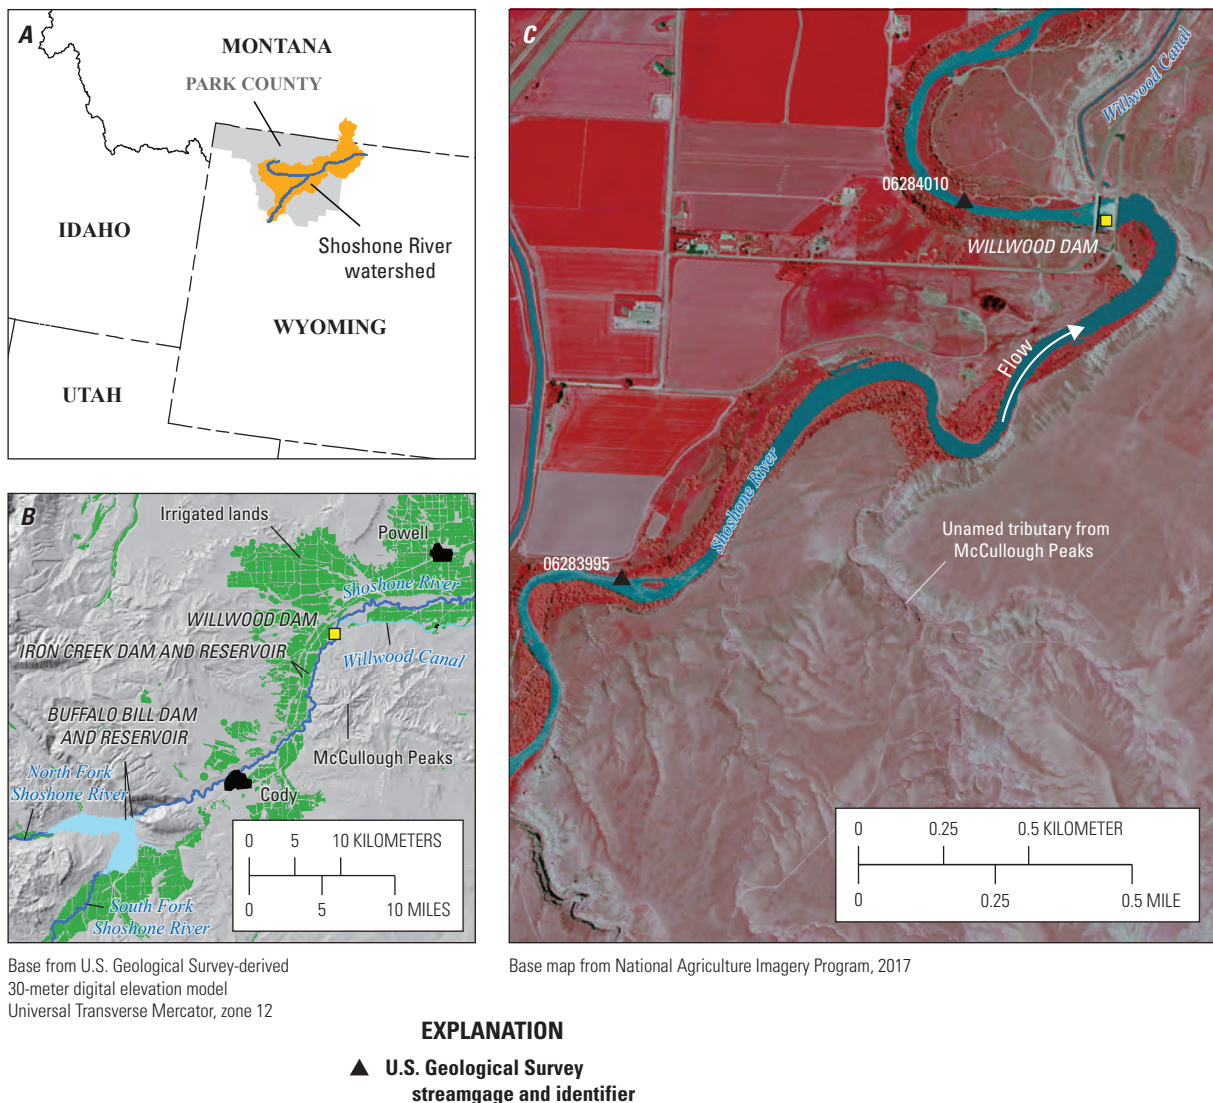 A
MONTANA
PARK COUNTY
IDAHO
Shoshone River
watershed
WYOMING
UTAH
B
Irrigated lands
Powell
Shoshone River
WILLWOOD DAM
IRON CREEK DAM AND RESERVOIR
Willwood Canal
BUFFALO BILL DAM
AND RESERVOIR
McCullough Peaks
North Fork
Shoshone River
Cody
0 5 10 KILOMETERS
0 5 10 MILES
South Fork
Shoshone River
Base from U.S. Geological Survey-derived
30-meter digital elevation model
Universal Transverse Mercator, zone 12
C
Willwood Canal
06284010
WILLWOOD DAM
Flow
Shoshone River
Unamed tributary from
McCullough Peaks
06283995
0 0.25 0.5 KILOMETER
0 0.25 0.5 MILE
Base map from National Agriculture Imagery Program, 2017
EXPLANATION
U.S. Geological Survey
streamgage and identifier